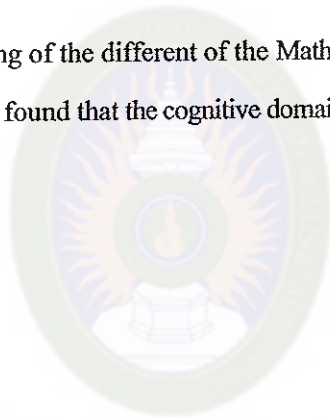 ng of the different of the Math
found that the cognitive domai